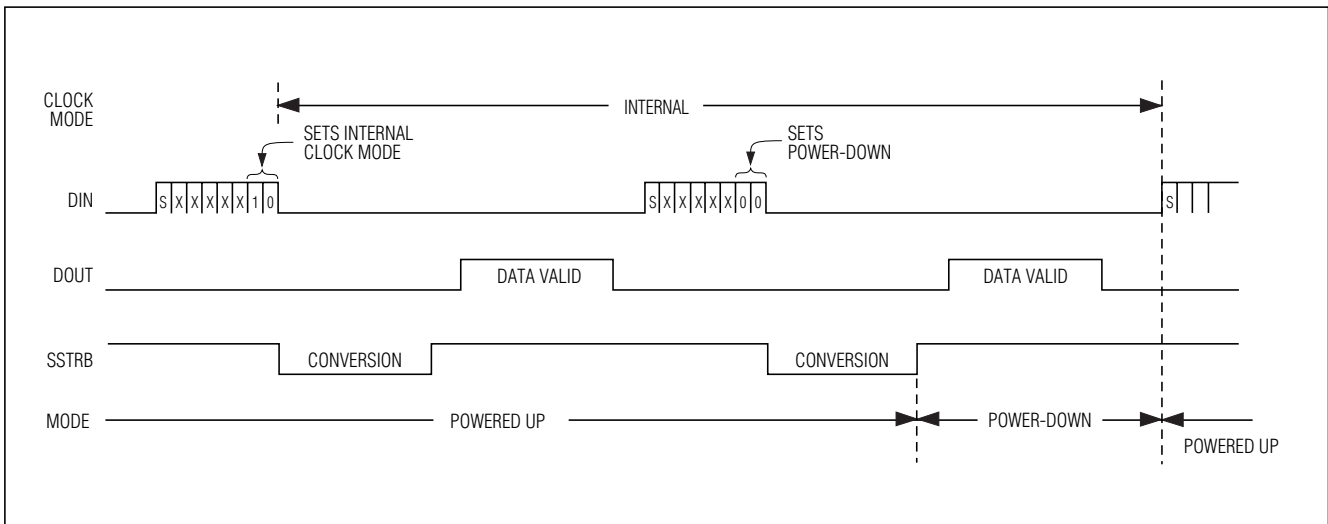 CLOCK
MODE
INTERNAL
SETS INTERNAL
CLOCK MODE
SETS
POWER-DOWN
DIN
S X X X X X 1 0
S X X X X X 0 0
S
DOUT
DATA VALID
DATA VALID
SSTRB
CONVERSION
CONVERSION
MODE
POWERED UP
POWER-DOWN
POWERED UP